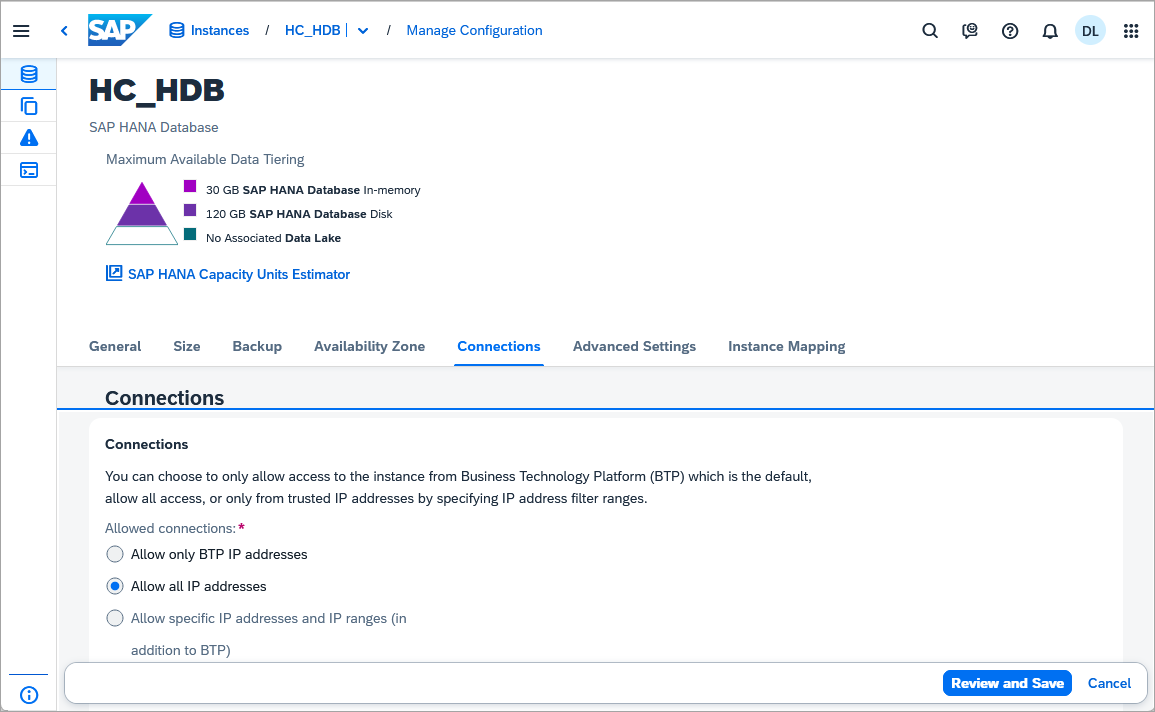 SAP Instances / HC_HDB | / Manage Configuration DL
HC_HDB
SAP HANA Database
Maximum Available Data Tiering
30 GB SAP HANA Database In-memory
120 GB SAP HANA Database Disk
No Associated Data Lake
SAP HANA Capacity Units Estimator
General Size Backup Availability Zone Connections Advanced Settings Instance Mapping
Connections
Connections
You can choose to only allow access to the instance from Business Technology Platform (BTP) which is the default,
allow all access, or only from trusted IP addresses by specifying IP address filter ranges.
Allowed connections:*
Allow only BTP IP addresses
Allow all IP addresses
Allow specific IP addresses and IP ranges (in
addition to BTP)
Review and Save Cancel